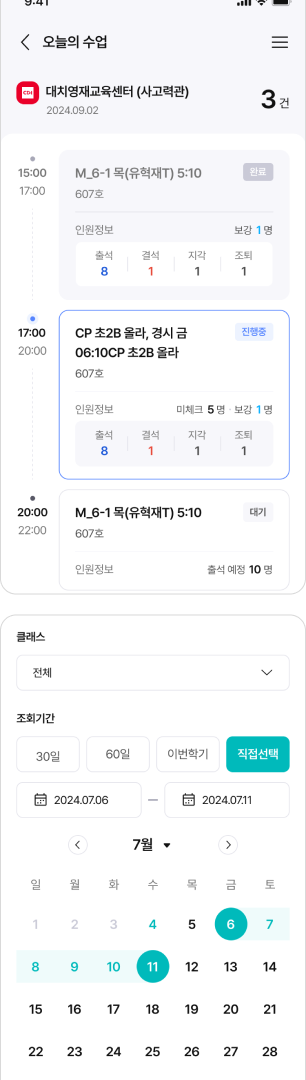 9:41
오늘의 수업
CDI 대치영재교육센터 (사고력관)
2024.09.02
3 건
15:00
17:00
M_6-1 목(유혁재T) 5:10
완료
607호
인원정보 보강 1 명
출석 결석 지각 조퇴
8 1 1 1
17:00
20:00
CP 초2B 올라, 경시 금
06:10CP 초2B 올라
진행중
607호
인원정보 미체크 5 명 · 보강 1 명
출석 결석 지각 조퇴
8 1 1 1
20:00
22:00
M_6-1 목(유혁재T) 5:10
대기
607호
인원정보 출석 예정 10 명
클래스
전체
조회기간
30일 60일 이번학기 직접선택
2024.07.06 — 2024.07.11
7월
일 월 화 수 목 금 토
1 2 3 4 5 6 7
8 9 10 11 12 13 14
15 16 17 18 19 20 21
22 23 24 25 26 27 28